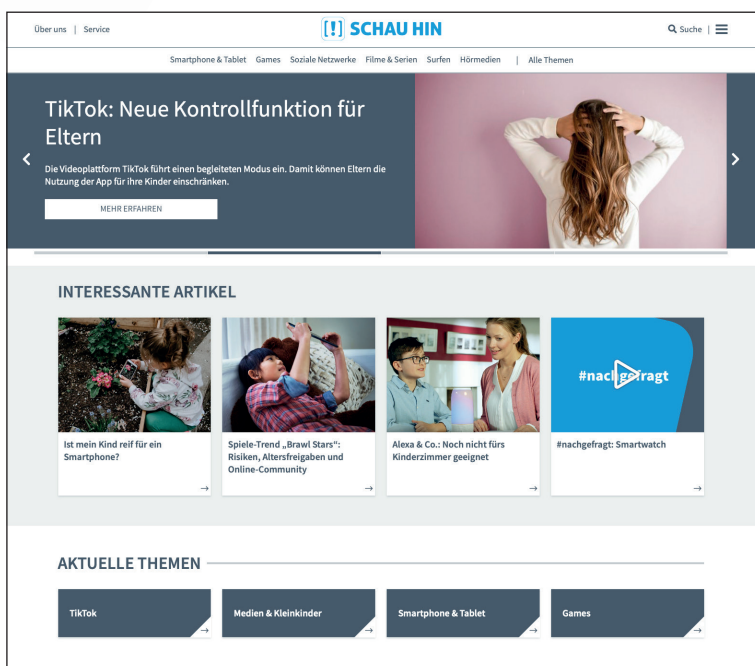 Über uns | Service
[!] SCHAU HIN
Suche |
Smartphone & Tablet Games Soziale Netzwerke Filme & Serien Surfen Hörmedien | Alle Themen
TikTok: Neue Kontrollfunktion für
Eltern
Die Videoplattform TikTok führt einen begleiteten Modus ein. Damit können Eltern die
Nutzung der App für ihre Kinder einschränken.
MEHR ERFAHREN
INTERESSANTE ARTIKEL
#nachgefragt
Ist mein Kind reif für ein
Smartphone?
Spiele-Trend „Brawl Stars“:
Risiken, Altersfreigaben und
Online-Community
Alexa & Co.: Noch nicht fürs
Kinderzimmer geeignet
#nachgefragt: Smartwatch
AKTUELLE THEMEN
TikTok
Medien & Kleinkinder
Smartphone & Tablet
Games